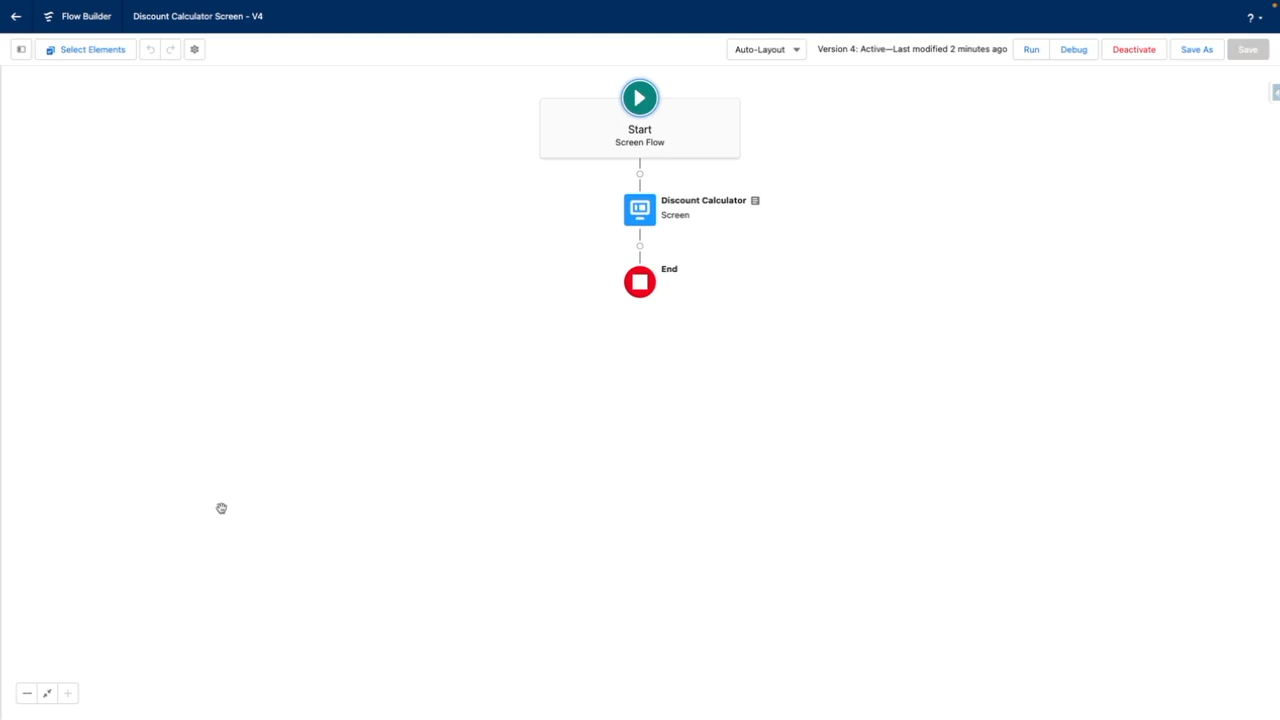 Flow Builder
Discount Calculator Screen - V4
?
Select Elements
Auto-Layout
Version 4: Active—Last modified 2 minutes ago
Run
Debug
Deactivate
Save As
Save
Start
Screen Flow
Discount Calculator
Screen
End